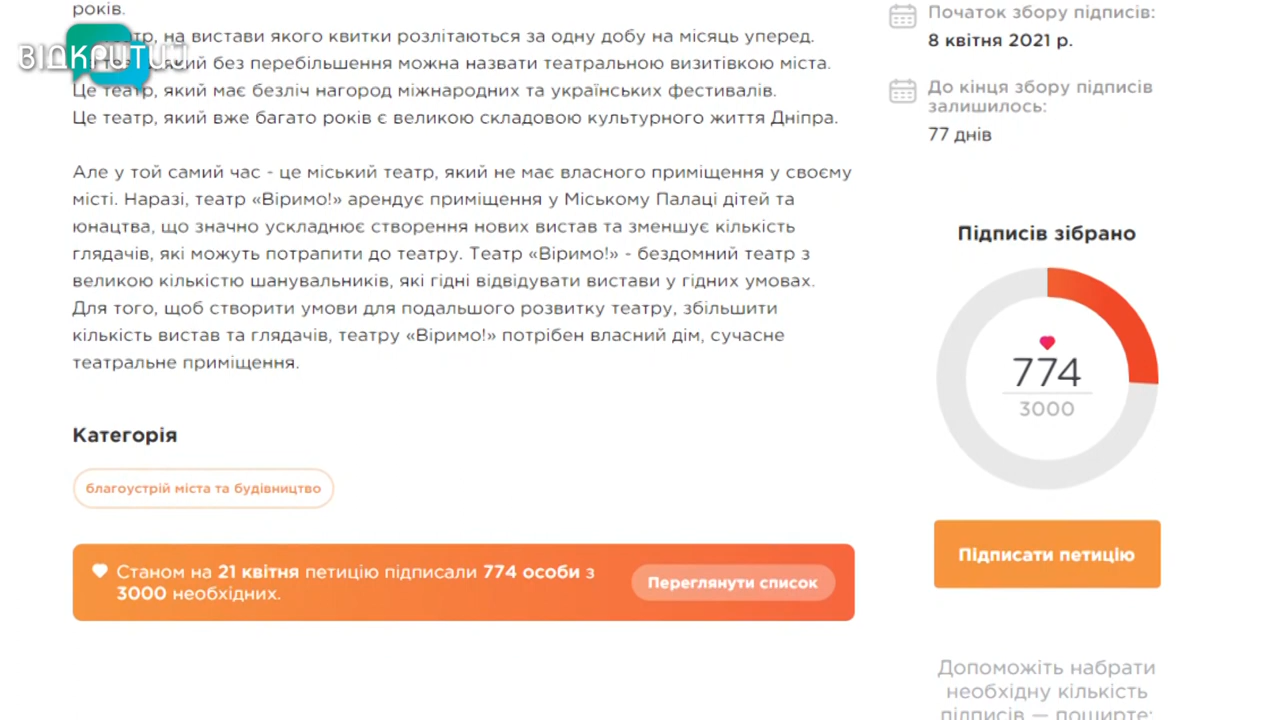 років.
театр, на вистави якого квитки розлітаються за одну добу на місяць уперед.
який без перебільшення можна назвати театральною визитівкою міста.
Це театр, який має безліч нагород міжнародних та українських фестивалів.
Це театр, який вже багато років є великою складовою культурного життя Дніпра.
ВІДКРИТИЙ
Але у той самий час - це міський театр, який не має власного приміщення у своєму
місті. Наразі, театр «Віримо!» арендує приміщення у Міському Палаці дітей та
юнацтва, що значно ускладнює створення нових вистав та зменшує кількість
глядачів, які можуть потрапити до театру. Театр «Віримо!» - бездомний театр з
великою кількістю шанувальників, які гідні відвідувати вистави у гідних умовах.
Для того, щоб створити умови для подальшого розвитку театру, збільшити
кількість вистав та глядачів, театру «Віримо!» потрібен власний дім, сучасне
театральне приміщення.
Категорія
благоустрій міста та будівництво
Станом на 21 квітня петицію підписали 774 особи з
3000 необхідних.
Переглянути список
Початок збору підписів:
8 квітня 2021 р.
До кінця збору підписів
залишилось:
77 днів
Підписів зібрано
774
3000
Підписати петицію
Допоможіть набрати
необхідну кількість
підписів — поширте: